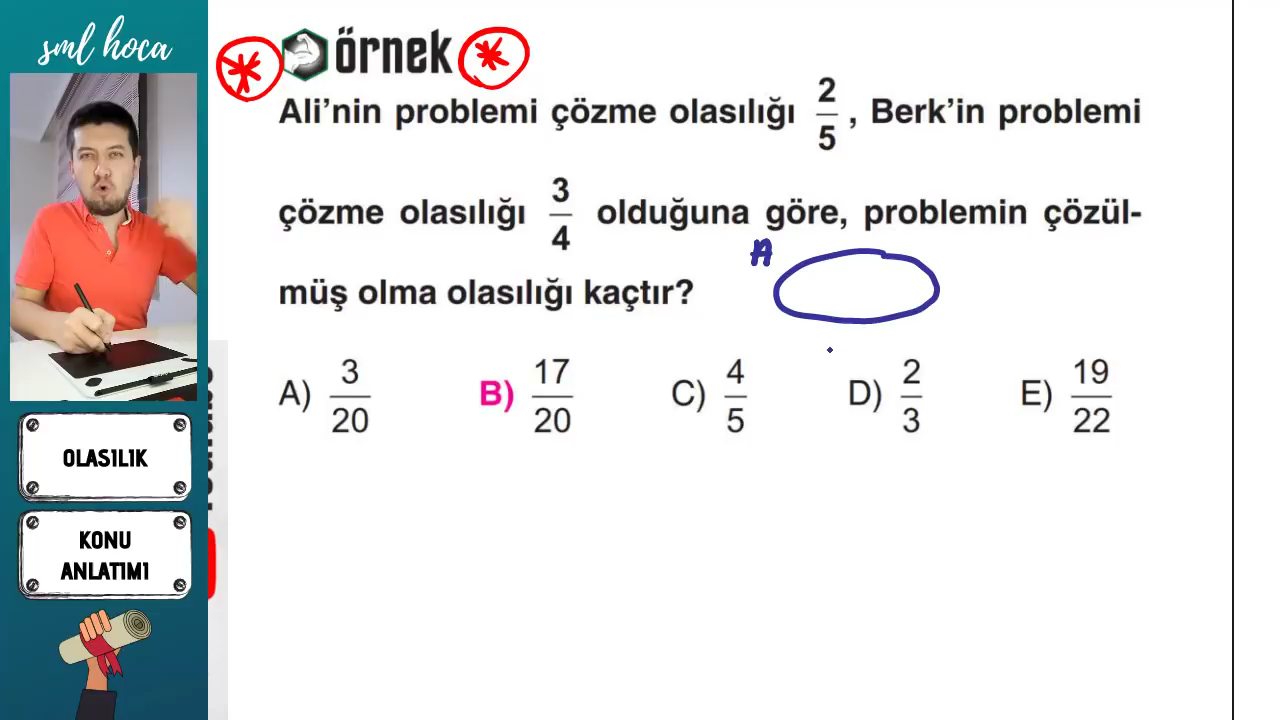 sml hoca
örnek
Ali’nin problemi çözme olasılığı 2/5 , Berk’in problemi
çözme olasılığı 3/4 olduğuna göre, problemin çözül-
müş olma olasılığı kaçtır?
A
A) 3/20 B) 17/20 C) 4/5 D) 2/3 E) 19/22
OLASILIK
KONU
ANLATIMI